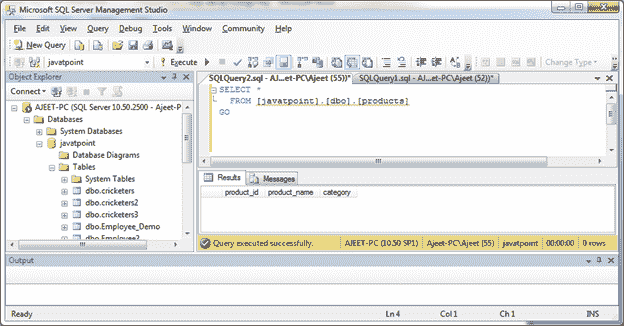 Microsoft SQL Server Management Studio
File Edit View Query Project Debug Tools Window Community Help
New Query
javatpoint Execute Change Type
Object Explorer
Connect
AJEET-PC (SQL Server 10.50.2500 - Ajeet-P
Databases
System Databases
javatpoint
Database Diagrams
Tables
System Tables
dbo.cricketers
dbo.cricketers2
dbo.cricketers3
dbo.Employee_Demo
dbo.Employee2
SQLQuery2.sql - AJ...et-PC\Ajeet (55))* SQLQuery1.sql - AJ...et-PC\Ajeet (52))*
SELECT *
FROM [javatpoint].[dbo].[products]
GO
Results Messages
product_id product_name category
Query executed successfully. AJEET-PC (10.50 SP1) Ajeet-PC\Ajeet (55) javatpoint 00:00:00 0 rows
Output
Ready Ln 4 Col 1 Ch 1 INS